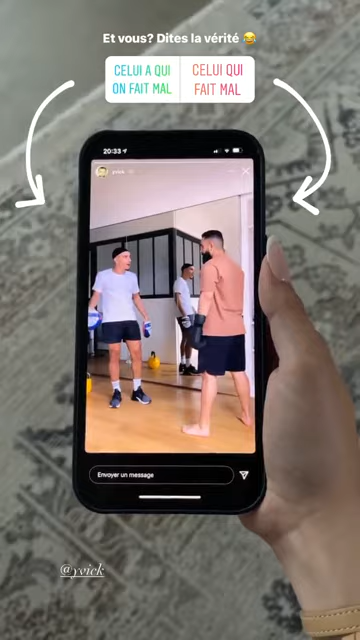 Et vous? Dites la vérité 😂
CELUI A QUI
ON FAIT MAL
CELUI QUI
FAIT MAL
20:33
yvick
Envoyer un message
@yvick